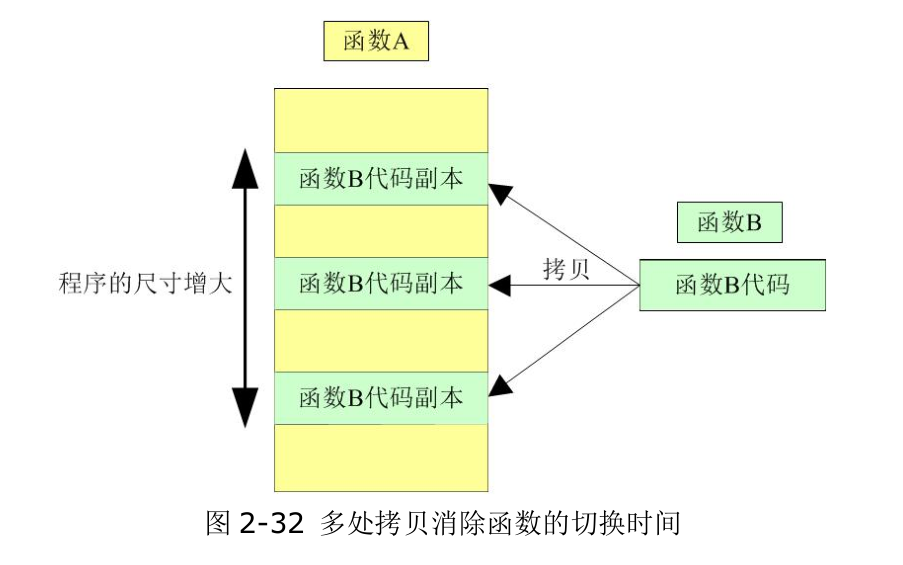 函数A
函数B代码副本
函数B
程序的尺寸增大
函数B代码副本
拷贝
函数B代码
函数B代码副本
图 2-32 多处拷贝消除函数的切换时间